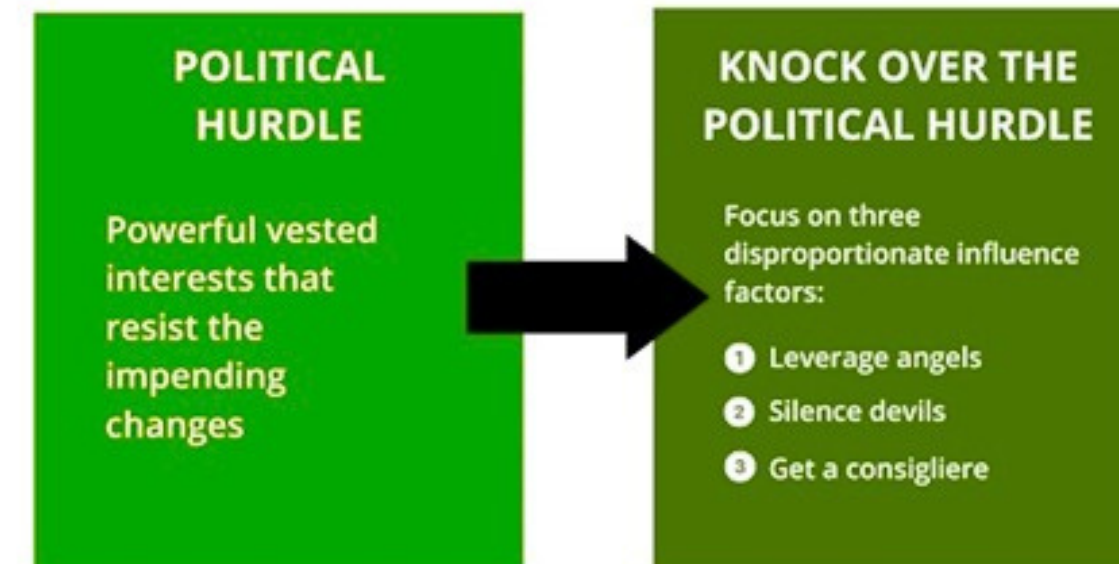 POLITICAL
HURDLE
Powerful vested
interests that
resist the
impending
changes
KNOCK OVER THE
POLITICAL HURDLE
Focus on three
disproportionate influence
factors:
1 Leverage angels
2 Silence devils
3 Get a consigliere